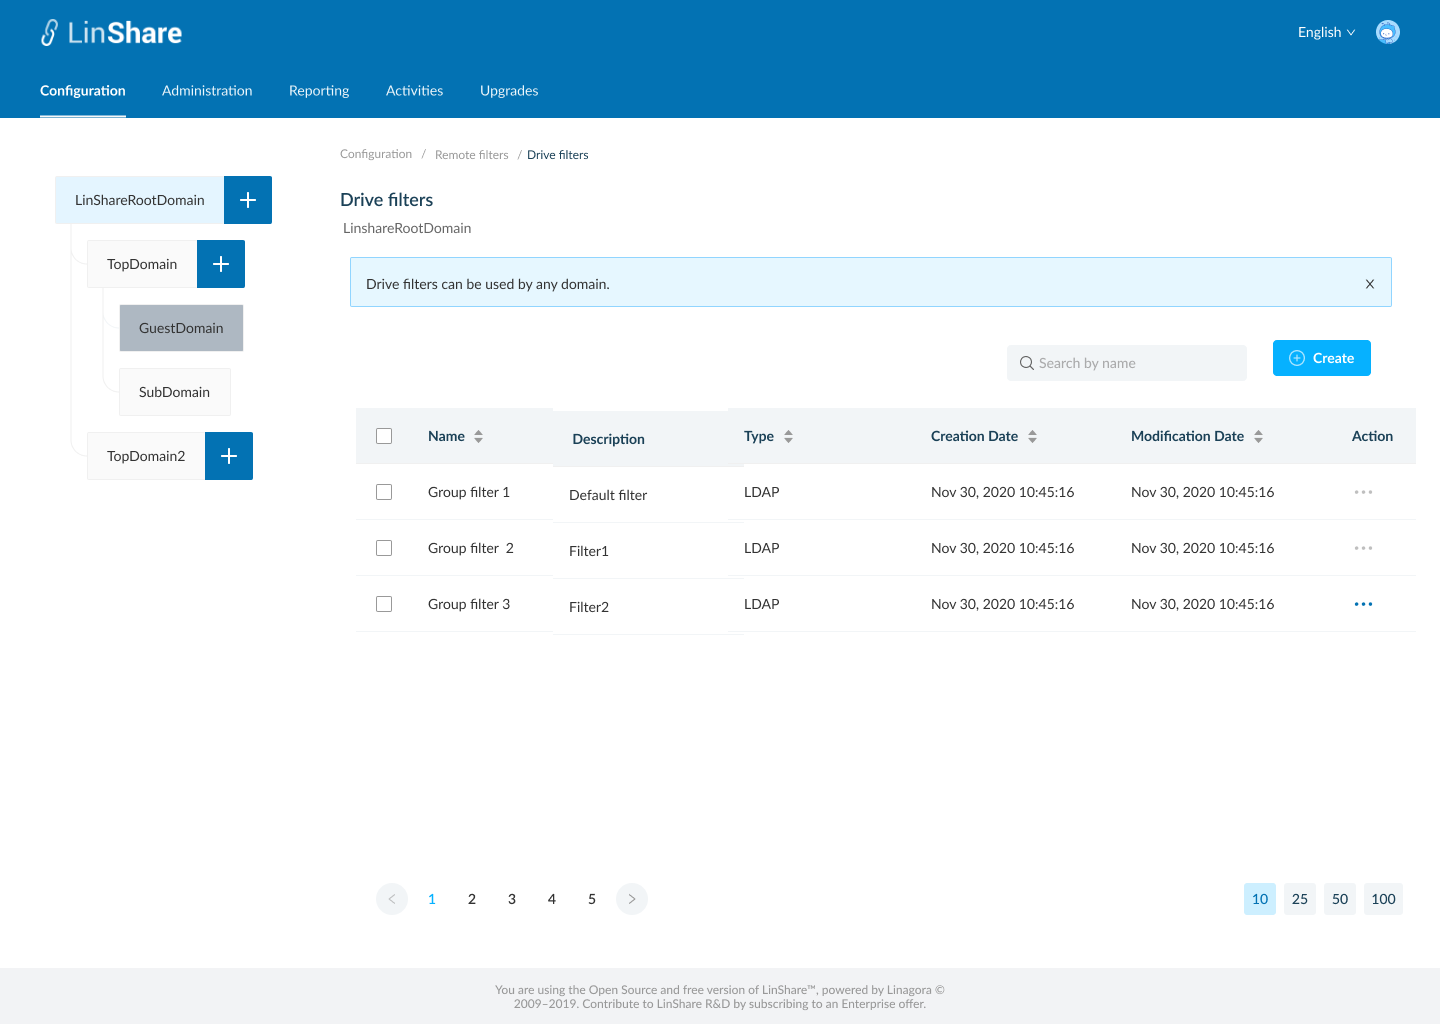 LinShare
English
Configuration Administration Reporting Activities Upgrades
Configuration / Remote filters / Drive filters
LinShareRootDomain
TopDomain
GuestDomain
SubDomain
TopDomain2
Drive filters
LinshareRootDomain
Drive filters can be used by any domain.
Search by name
Create
Name Description Type Creation Date Modification Date Action
Group filter 1 Default filter LDAP Nov 30, 2020 10:45:16 Nov 30, 2020 10:45:16
Group filter  2 Filter1 LDAP Nov 30, 2020 10:45:16 Nov 30, 2020 10:45:16
Group filter 3 Filter2 LDAP Nov 30, 2020 10:45:16 Nov 30, 2020 10:45:16
< 1 2 3 4 5 > 10 25 50 100
You are using the Open Source and free version of LinShare™, powered by Linagora ©
2009–2019. Contribute to LinShare R&D by subscribing to an Enterprise offer.